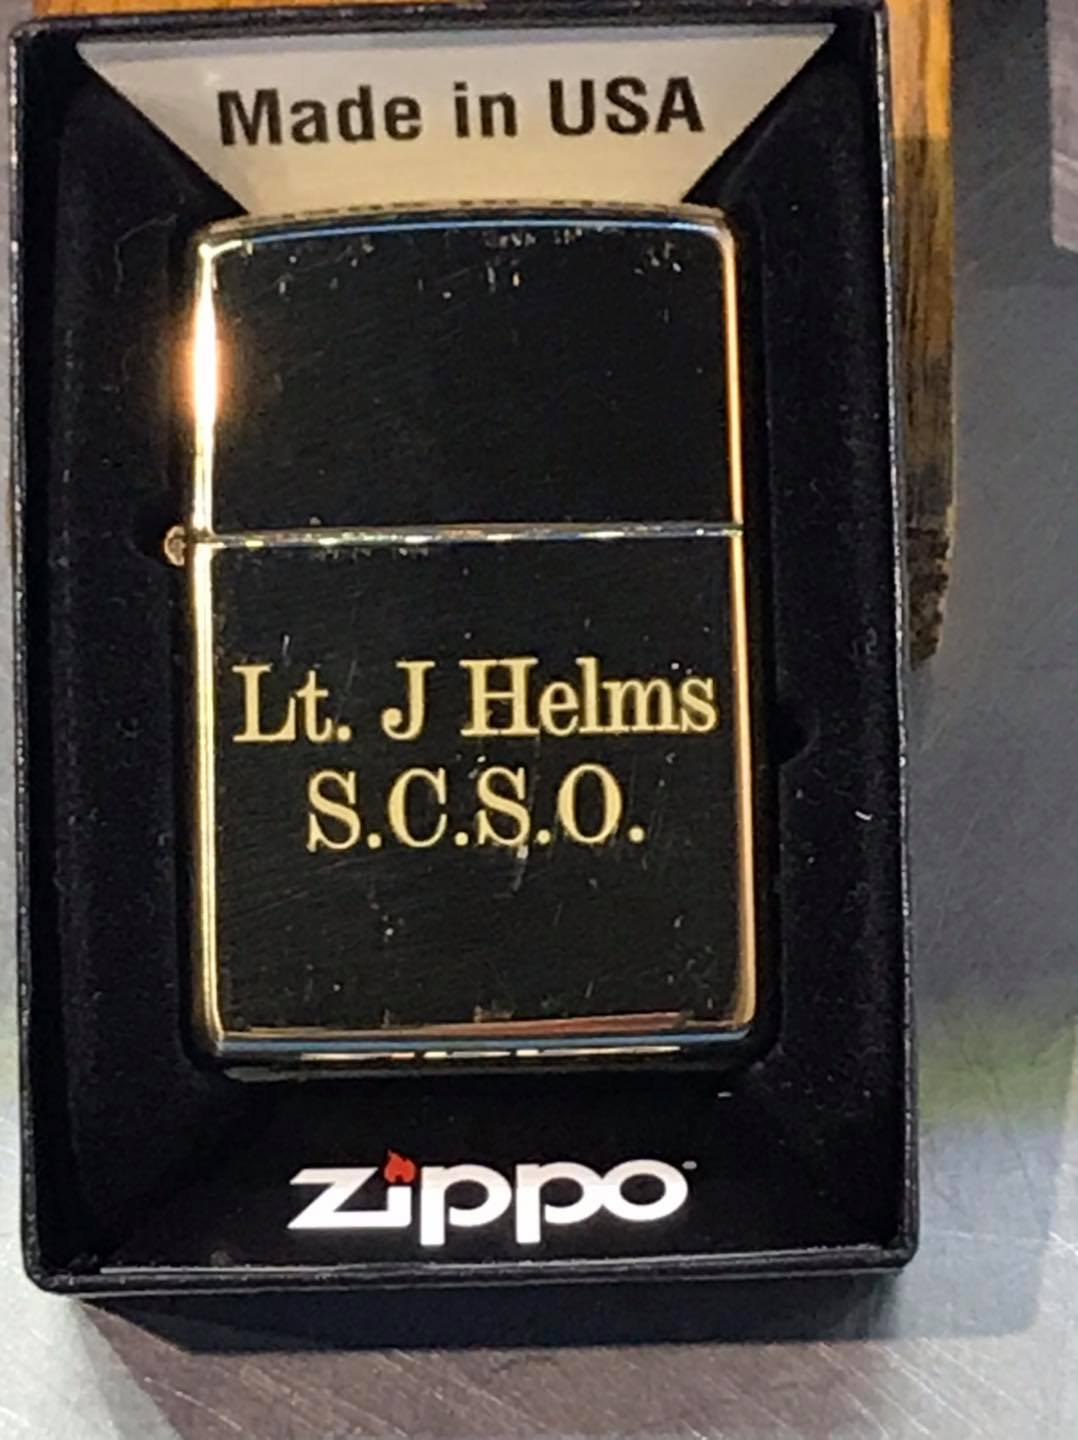 Made in USA
Lt. J Helms
S.C.S.O.
zippo